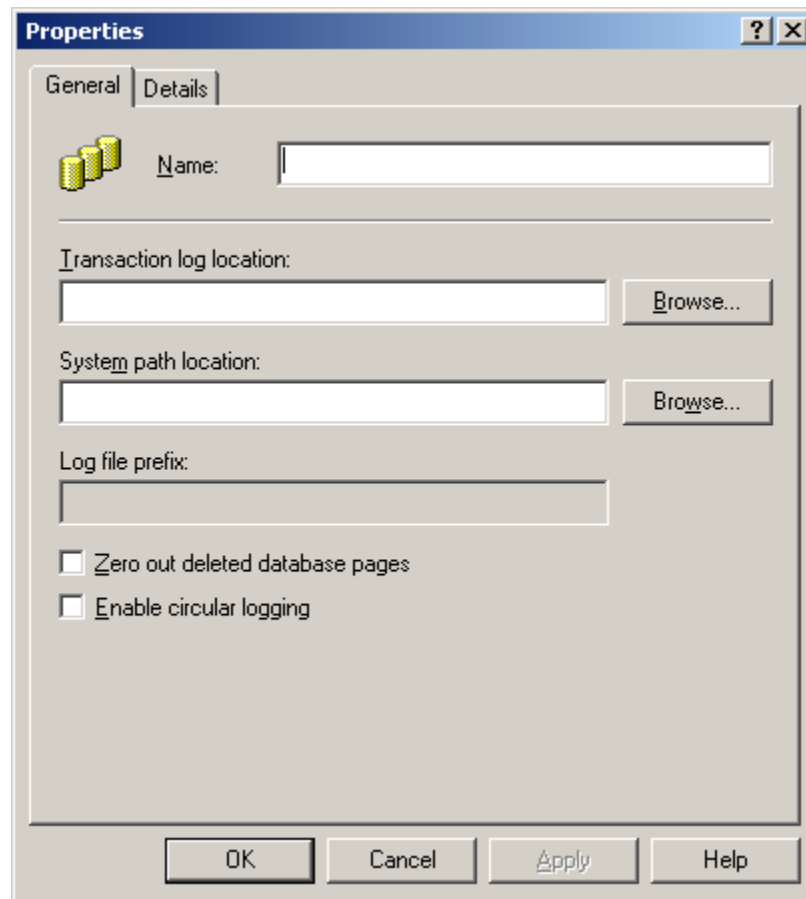 Properties
General
Details
Name:
Transaction log location:
Browse...
System path location:
Browse...
Log file prefix:
Zero out deleted database pages
Enable circular logging
OK
Cancel
Apply
Help